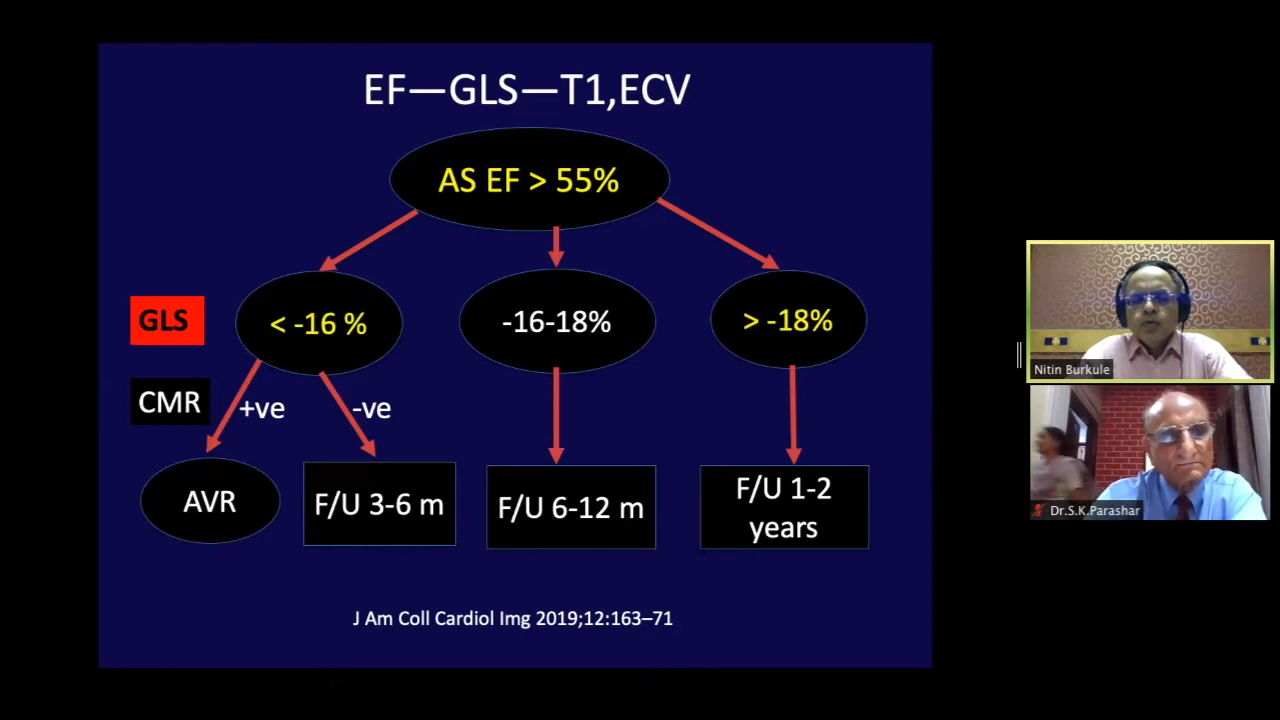 EF—GLS—T1,ECV
AS EF > 55%
GLS
< -16 %
-16-18%
> -18%
CMR
+ve
-ve
AVR
F/U 3-6 m
F/U 6-12 m
F/U 1-2
years
J Am Coll Cardiol Img 2019;12:163–71
Nitin Burkule
Dr.S.K.Parashar